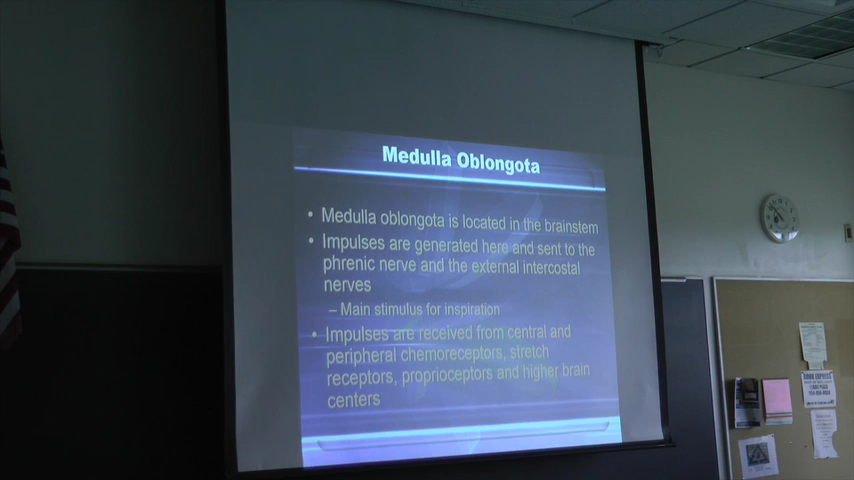 Medulla Oblongota
• Medulla oblongota is located in the brainstem
• Impulses are generated here and sent to the
phrenic nerve and the external intercostal
nerves
– Main stimulus for inspiration
• Impulses are received from central and
peripheral chemoreceptors, stretch
receptors, proprioceptors and higher brain
centers